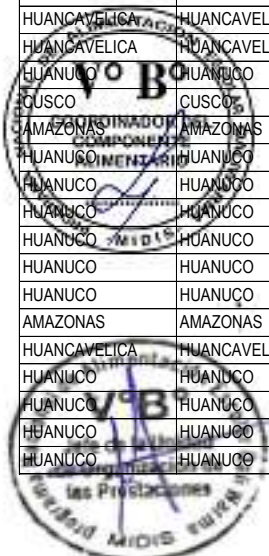 HUANCAVELICA HUANCAVEL
HUANCAVELICA HUANCAVEL
HUANUCO HUANUCO
CUSCO CUSCO
AMAZONAS AMAZONAS
HUANUCO HUANUCO
HUANUCO HUANUCO
HUANUCO HUANUCO
HUANUCO HUANUCO
HUANUCO HUANUCO
HUANUCO HUANUCO
AMAZONAS AMAZONAS
HUANCAVELICA HUANCAVEL
HUANUCO HUANUCO
HUANUCO HUANUCO
HUANUCO HUANUCO
HUANUCO HUANUCO
V° B°
COORDINADOR DEL
COMPONENTE
ALIMENTARIO
MIDIS
V° B°
las Prestaciones
MIDIS